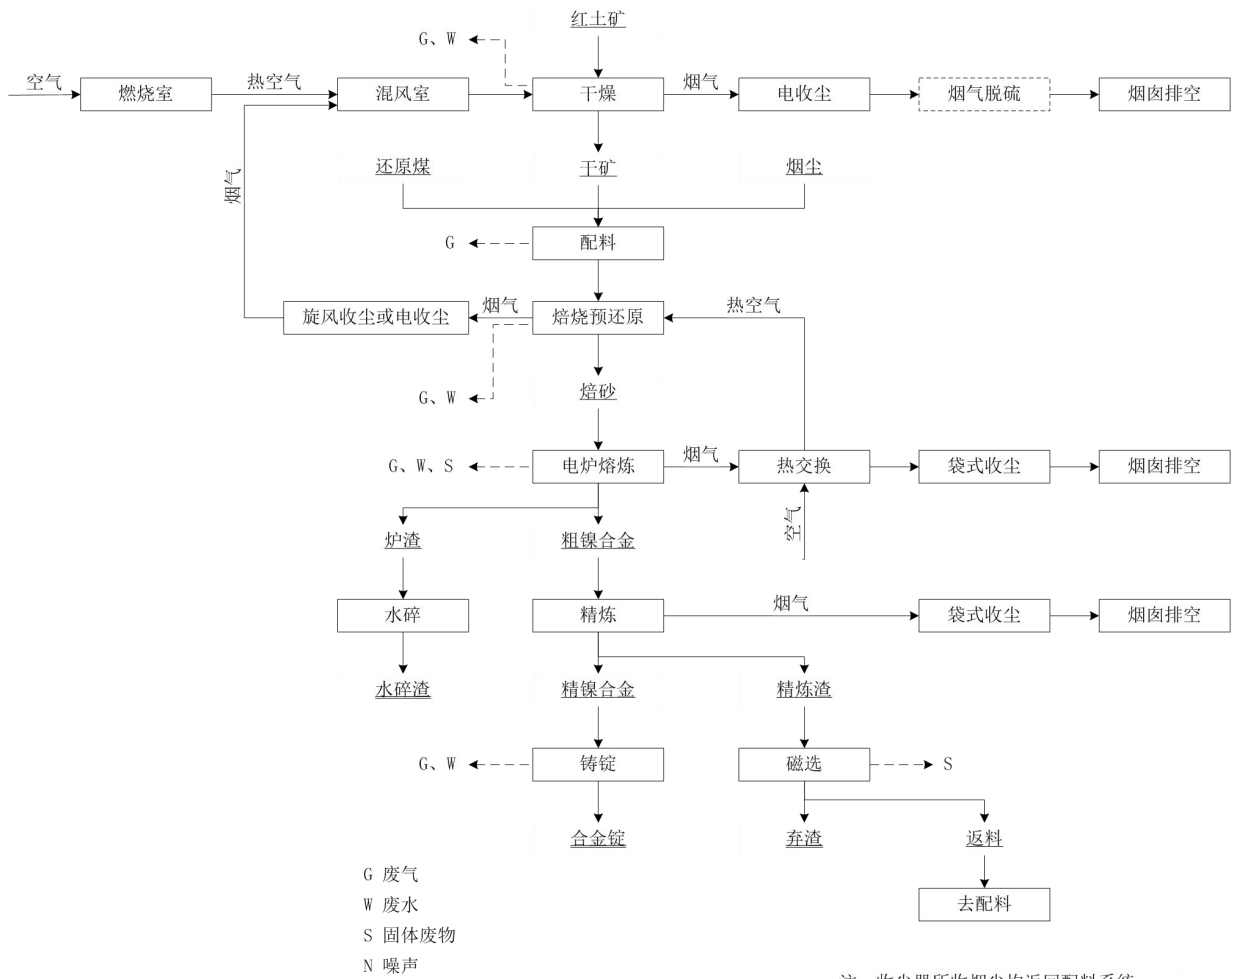 红土矿
G、W
空气
燃烧室
热空气
混风室
干燥
烟气
电收尘
烟气脱硫
烟囱排空
还原煤
干矿
烟尘
烟气
G
配料
旋风收尘或电收尘
烟气
焙烧预还原
热空气
G、W
焙砂
G、W、S
电炉熔炼
烟气
热交换
袋式收尘
烟囱排空
空气
炉渣
粗镍合金
水碎
精炼
烟气
袋式收尘
烟囱排空
水碎渣
精镍合金
精炼渣
G、W
铸锭
磁选
S
合金锭
弃渣
返料
去配料
G 废气
W 废水
S 固体废物
N 噪声